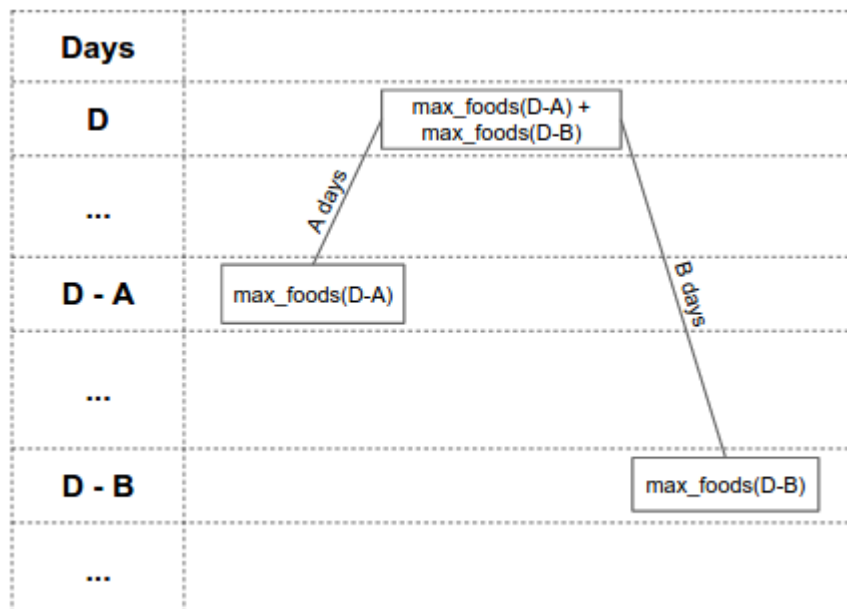 Days
D
max_foods(D-A) +
max_foods(D-B)
...
A days
D - A
max_foods(D-A)
B days
...
D - B
max_foods(D-B)
...